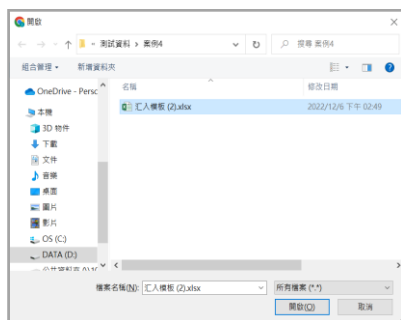 開啟
« 測試資料 › 案例4
搜尋 案例4
組合管理
新增資料夾
OneDrive - Persc
本機
3D 物件
下載
文件
音樂
桌面
圖片
影片
OS (C:)
DATA (D:)
名稱
修改日期
汇人模板 (2).xlsx
2022/12/6 下午 02:49
檔案名稱(N):
汇人模板 (2).xlsx
所有檔案 (*.*)
開啟(O)
取消